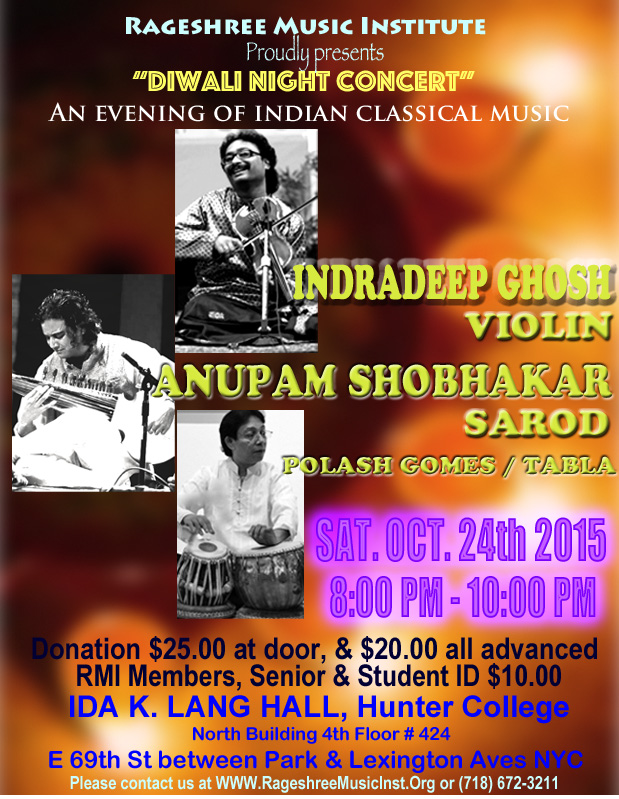 Rageshree Music Institute
Proudly presents
“DIWALI NIGHT CONCERT“
An evening of indian classical music
INDRADEEP GHOSH
VIOLIN
ANUPAM SHOBHAKAR
SAROD
POLASH GOMES / TABLA
SAT. OCT. 24th 2015
8:00 PM - 10:00 PM
Donation $25.00 at door, & $20.00 all advanced
RMI Members, Senior & Student ID $10.00
IDA K. LANG HALL, Hunter College
North Building 4th Floor # 424
E 69th St between Park & Lexington Aves NYC
Please contact us at WWW.RageshreeMusicInst.Org or (718) 672-3211